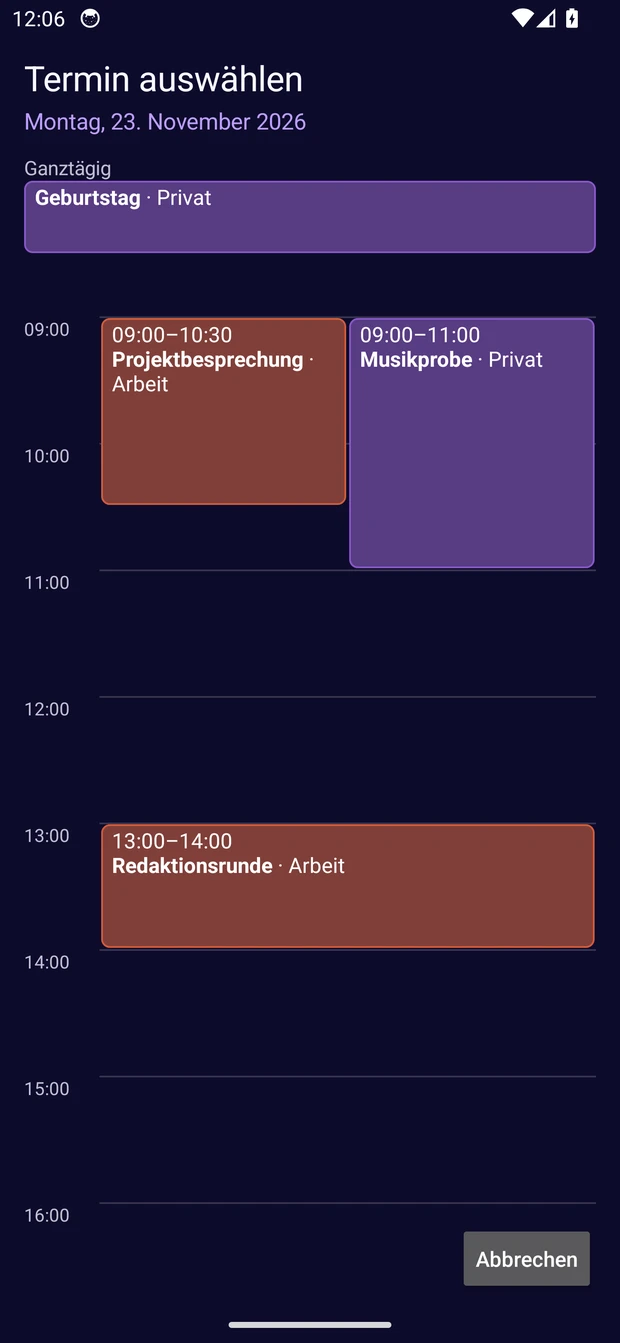 12:06
Termin auswählen
Montag, 23. November 2026
Ganztägig
Geburtstag · Privat
09:00
09:00–10:30
Projektbesprechung ·
Arbeit
09:00–11:00
Musikprobe · Privat
10:00
11:00
12:00
13:00
13:00–14:00
Redaktionsrunde · Arbeit
14:00
15:00
16:00
Abbrechen